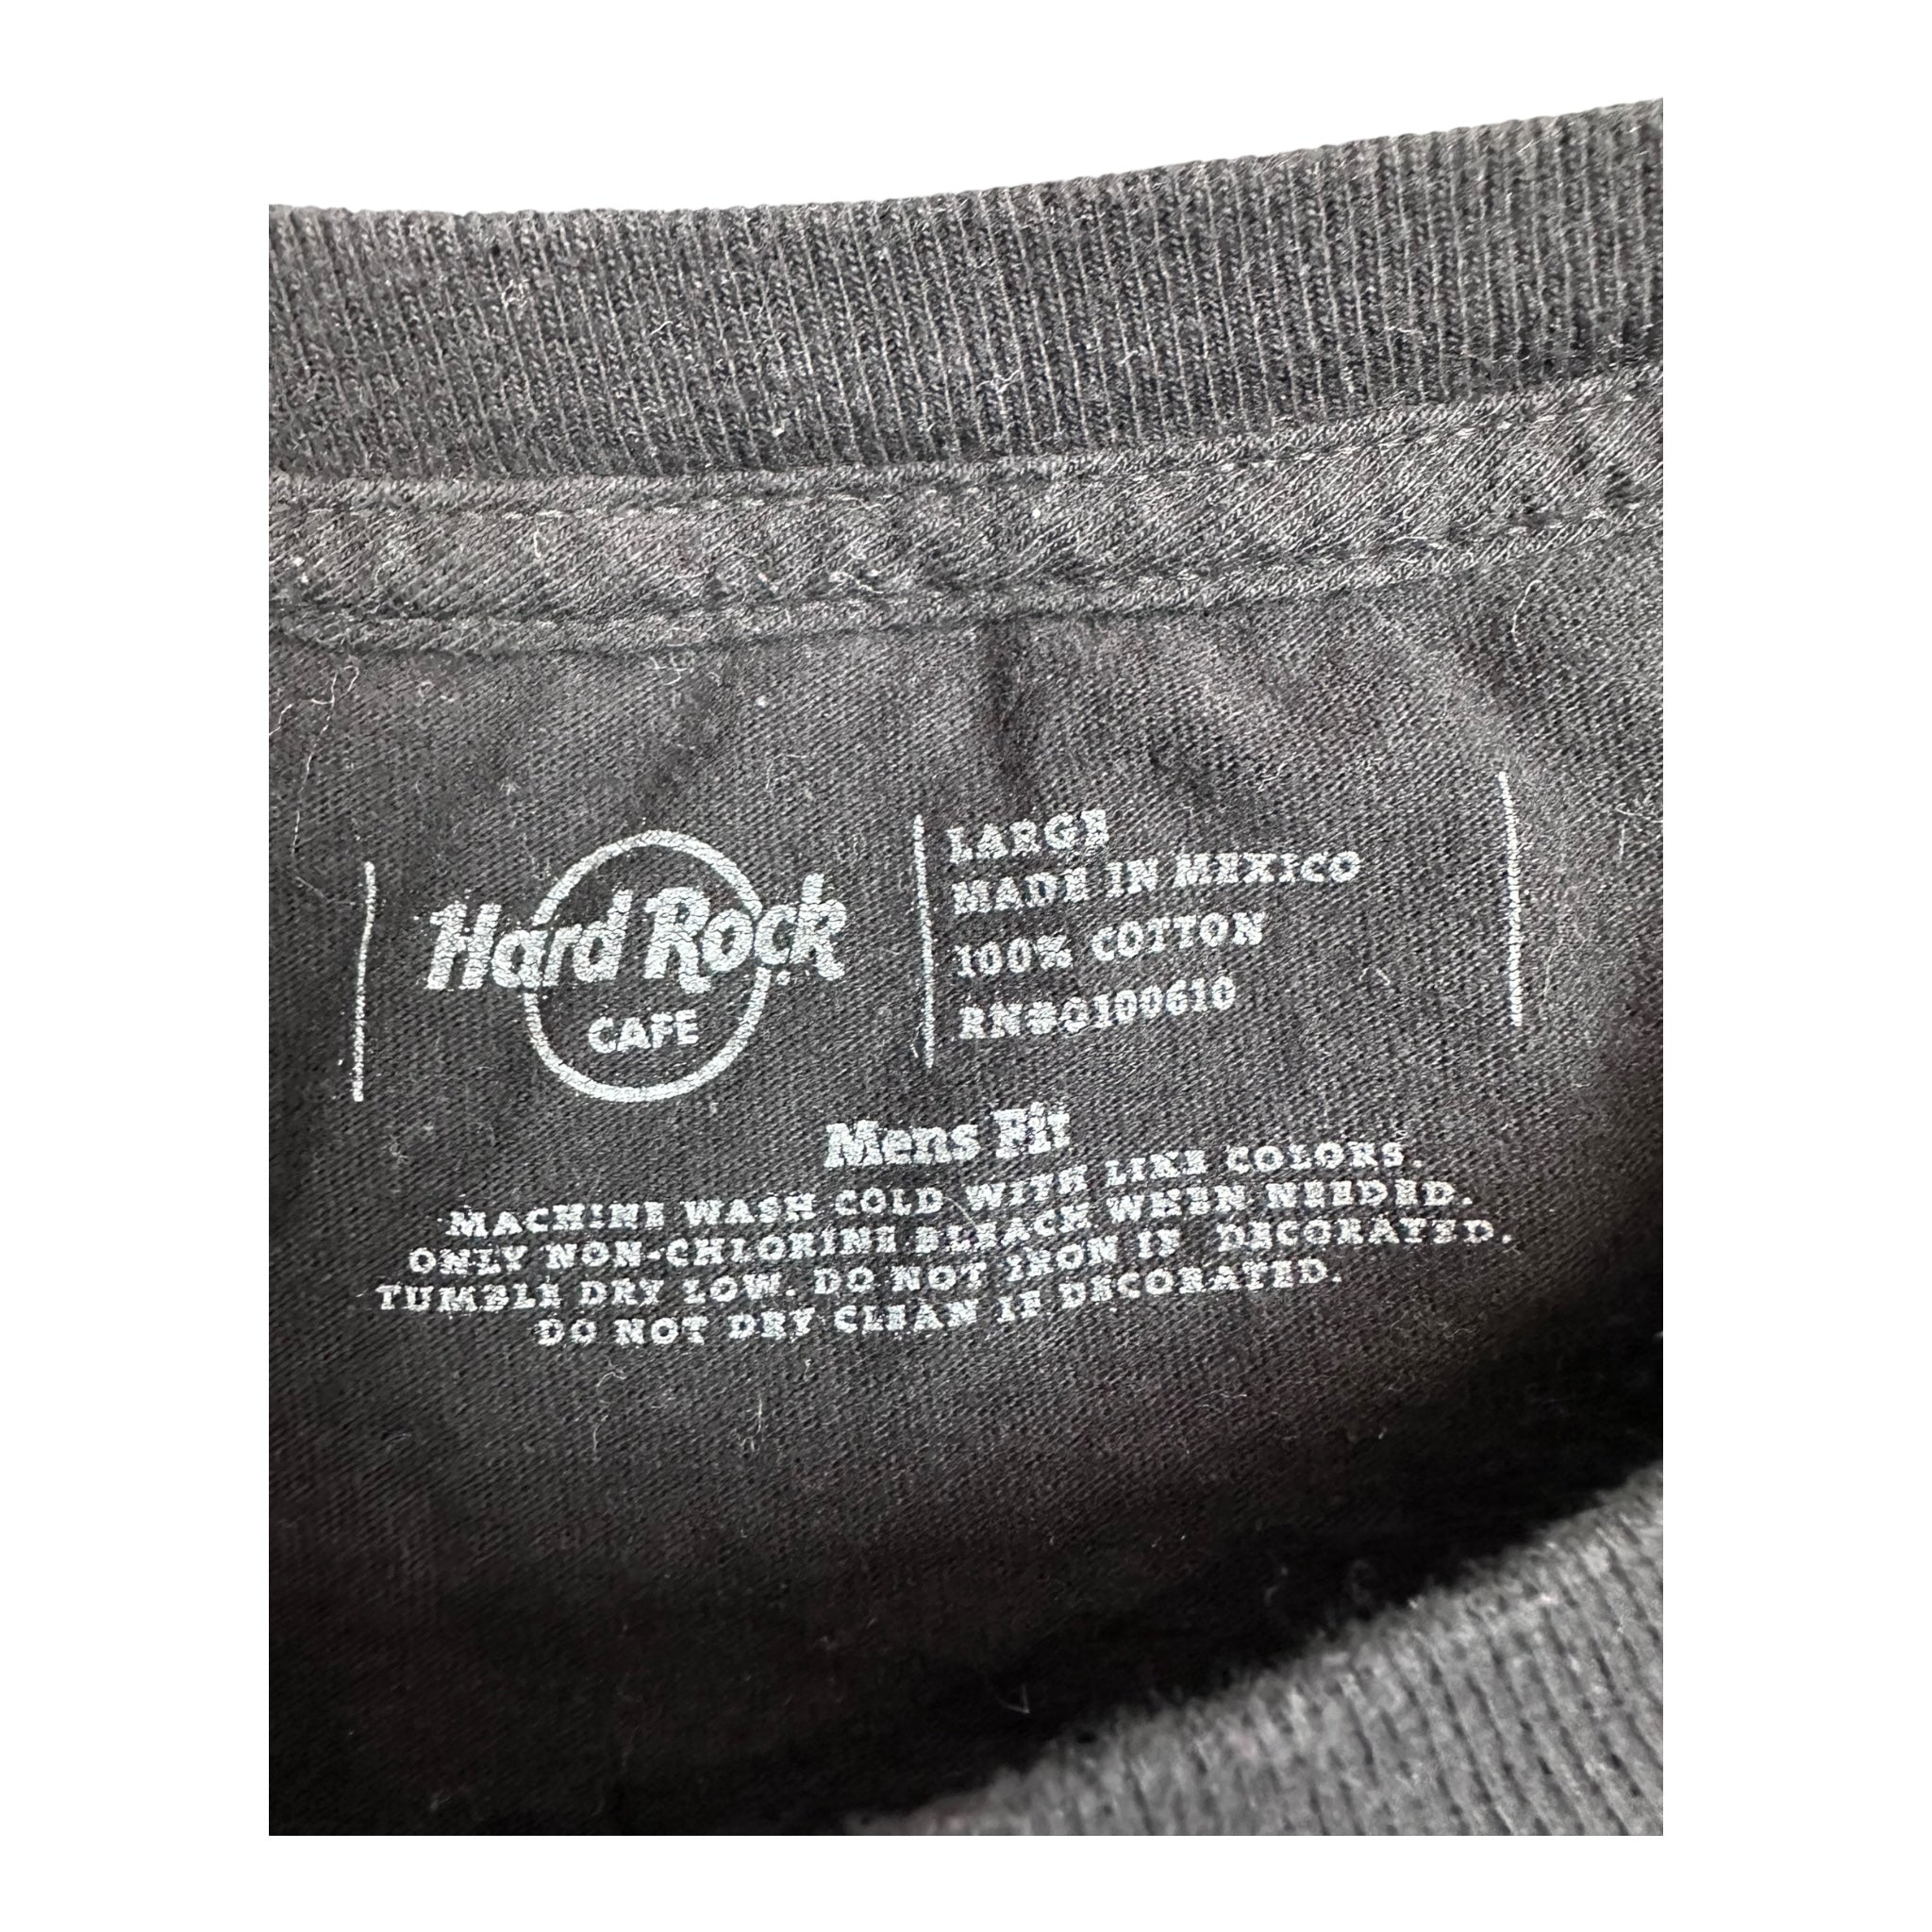 Hard Rock
CAFE
LARGE
MADE IN MEXICO
100% COTTON
RN#0100610
Mens Fit
MACHINE WASH COLD WITH LIKE COLORS.
ONLY NON-CHLORINE BLEACH WHEN NEEDED.
TUMBLE DRY LOW. DO NOT IRON IF DECORATED.
DO NOT DRY CLEAN IF DECORATED.